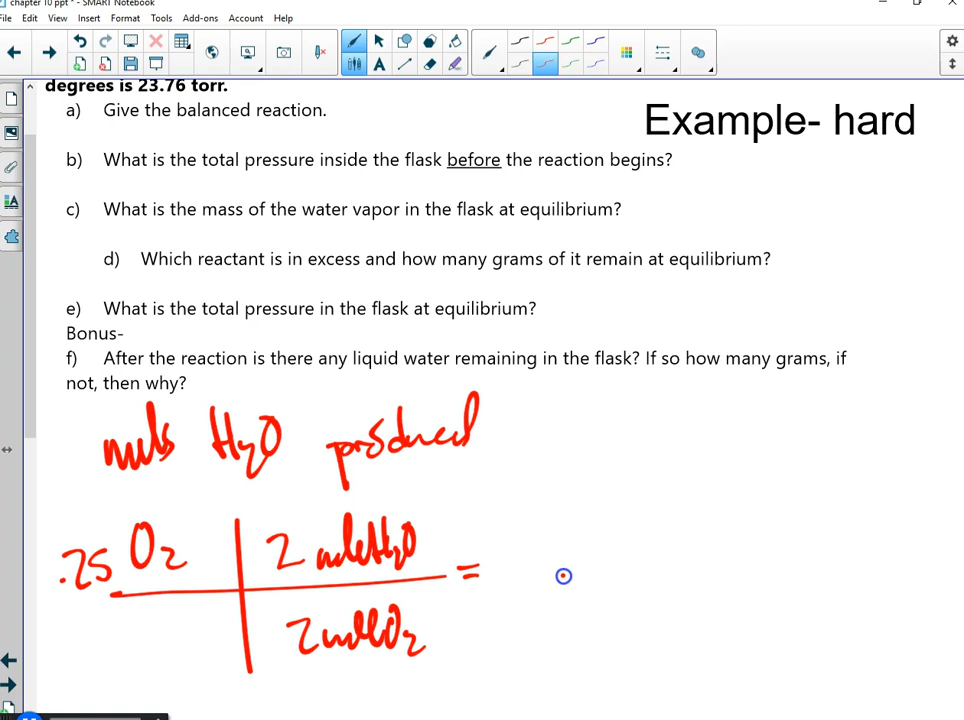 chapter 10 ppt * - SMART Notebook
File Edit View Insert Format Tools Add-ons Account Help
degrees is 23.76 torr.
Example- hard
a) Give the balanced reaction.
b) What is the total pressure inside the flask before the reaction begins?
c) What is the mass of the water vapor in the flask at equilibrium?
d) Which reactant is in excess and how many grams of it remain at equilibrium?
e) What is the total pressure in the flask at equilibrium?
Bonus-
f) After the reaction is there any liquid water remaining in the flask? If so how many grams, if
not, then why?
mols H2O produced
.25 O2 | 2 mole H2O =
2 mol O2